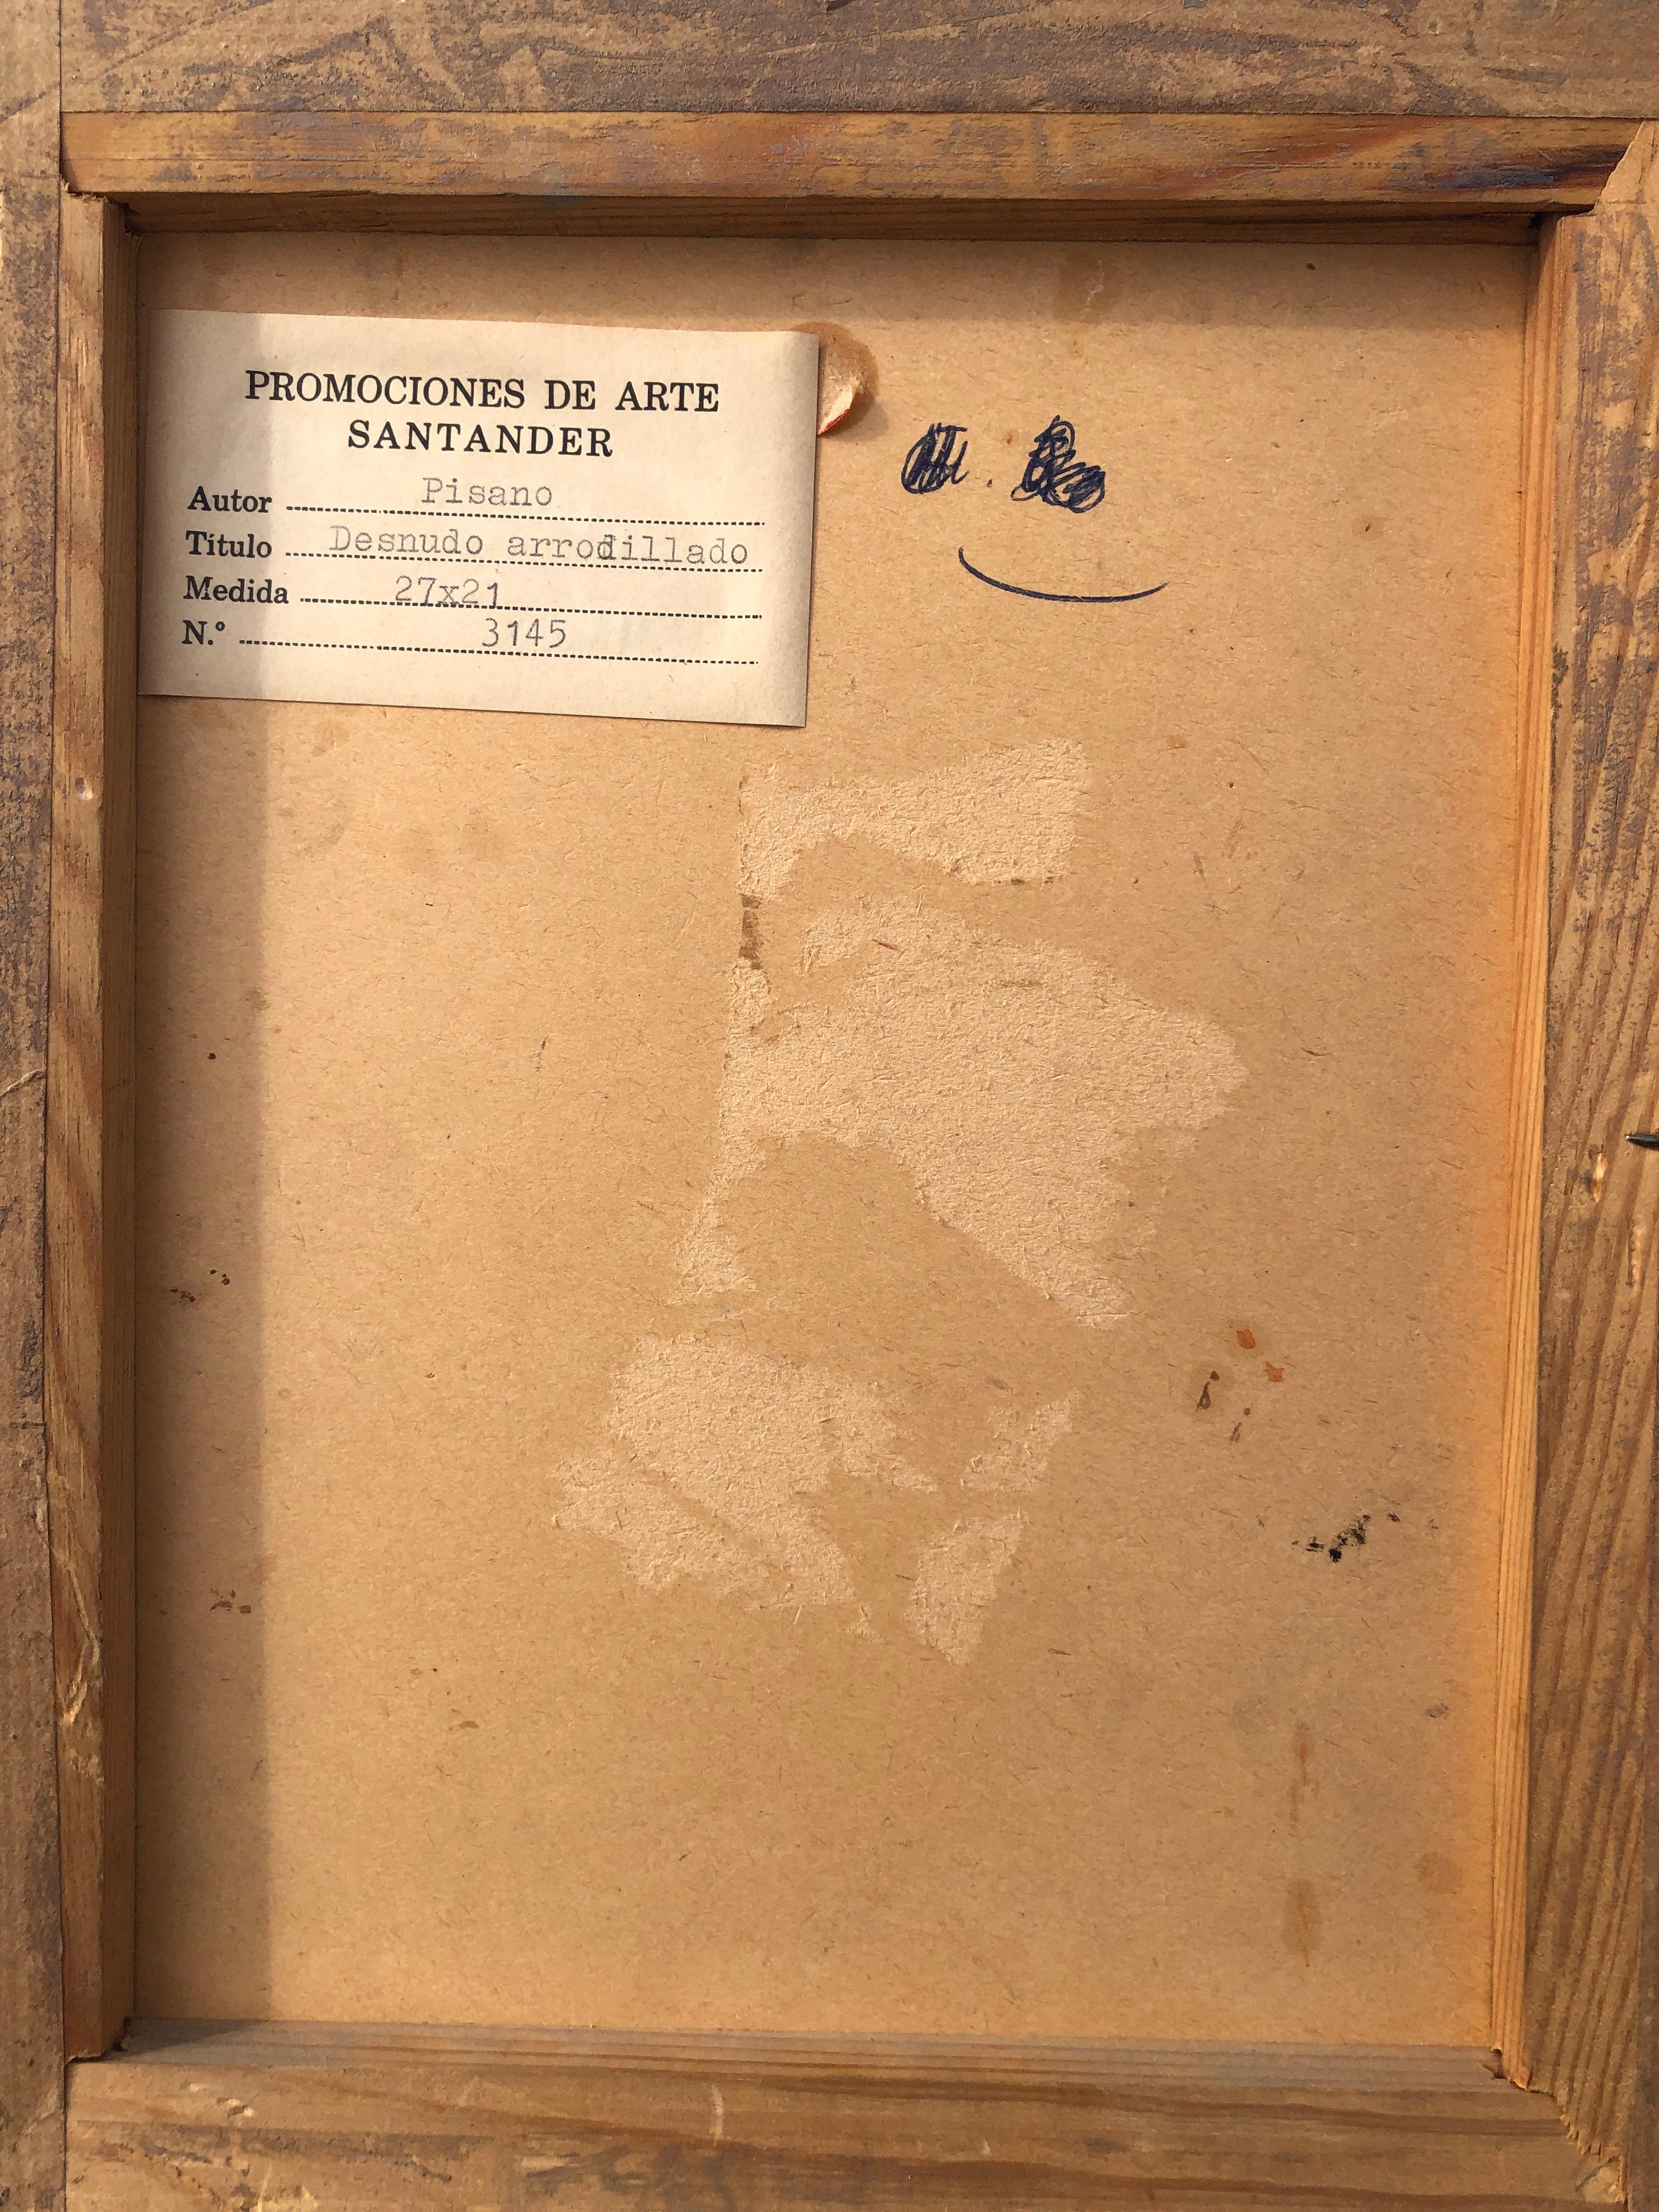 PROMOCIONES DE ARTE
SANTANDER
Autor Pisano
Título Desnudo arrodillado
Medida 27x21
N.º 3145